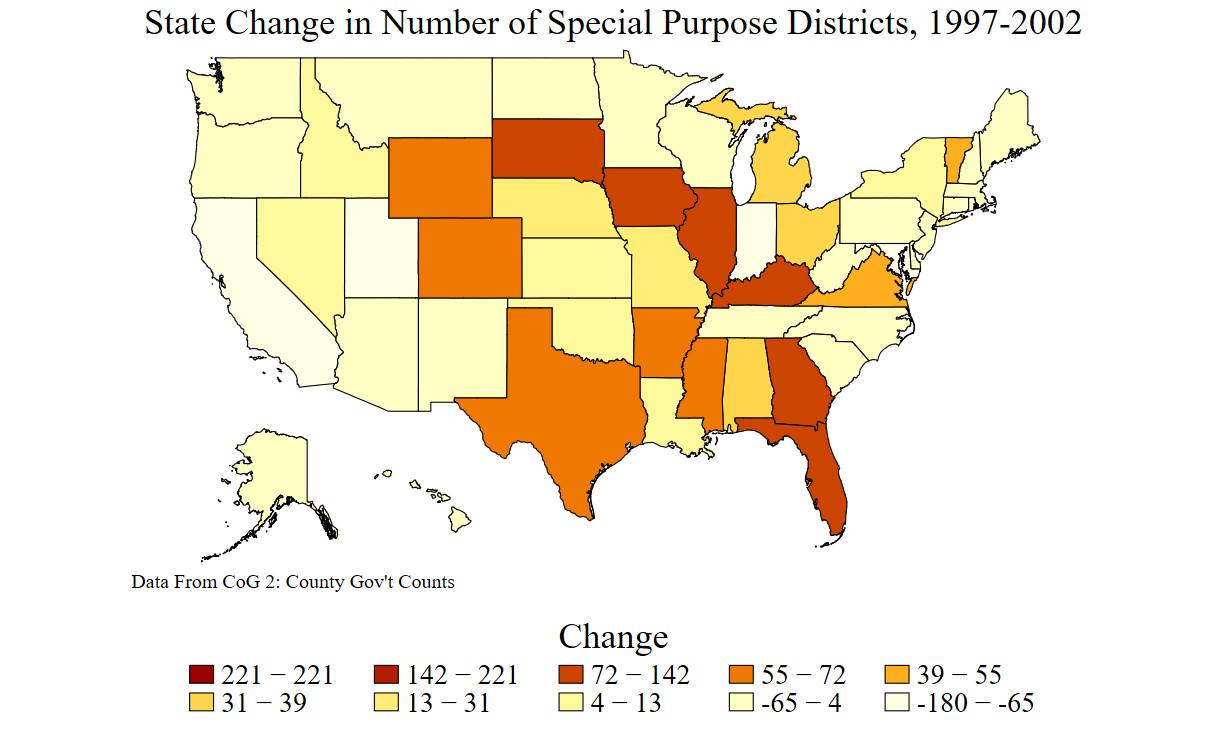 State Change in Number of Special Purpose Districts, 1997-2002
Data From CoG 2: County Gov't Counts
Change
221 − 221 142 − 221 72 − 142 55 − 72 39 − 55
31 − 39 13 − 31 4 − 13 -65 − 4 -180 − -65